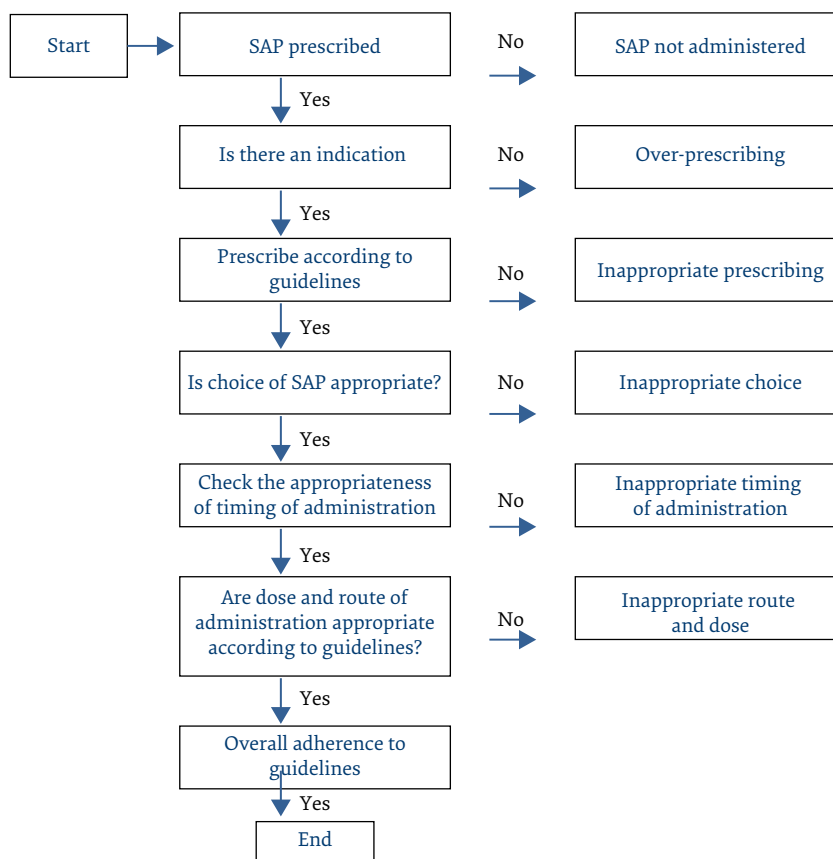 Start
SAP prescribed
No
SAP not administered
Yes
Is there an indication
No
Over-prescribing
Yes
Prescribe according to
guidelines
No
Inappropriate prescribing
Yes
Is choice of SAP appropriate?
No
Inappropriate choice
Yes
Check the appropriateness
of timing of administration
No
Inappropriate timing
of administration
Yes
Are dose and route of
administration appropriate
according to guidelines?
No
Inappropriate route
and dose
Yes
Overall adherence to
guidelines
Yes
End